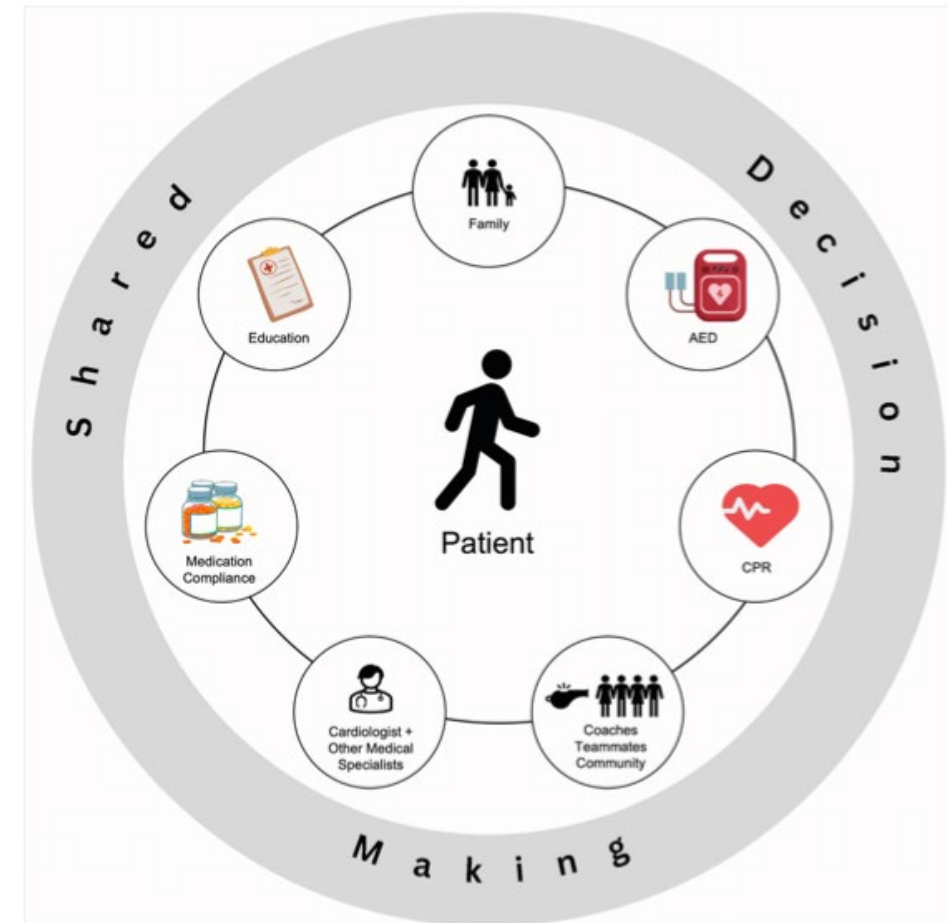 Shared
Decision
Making
Family
AED
CPR
Coaches
Teammates
Community
Cardiologist +
Other Medical
Specialists
Medication
Compliance
Education
Patient